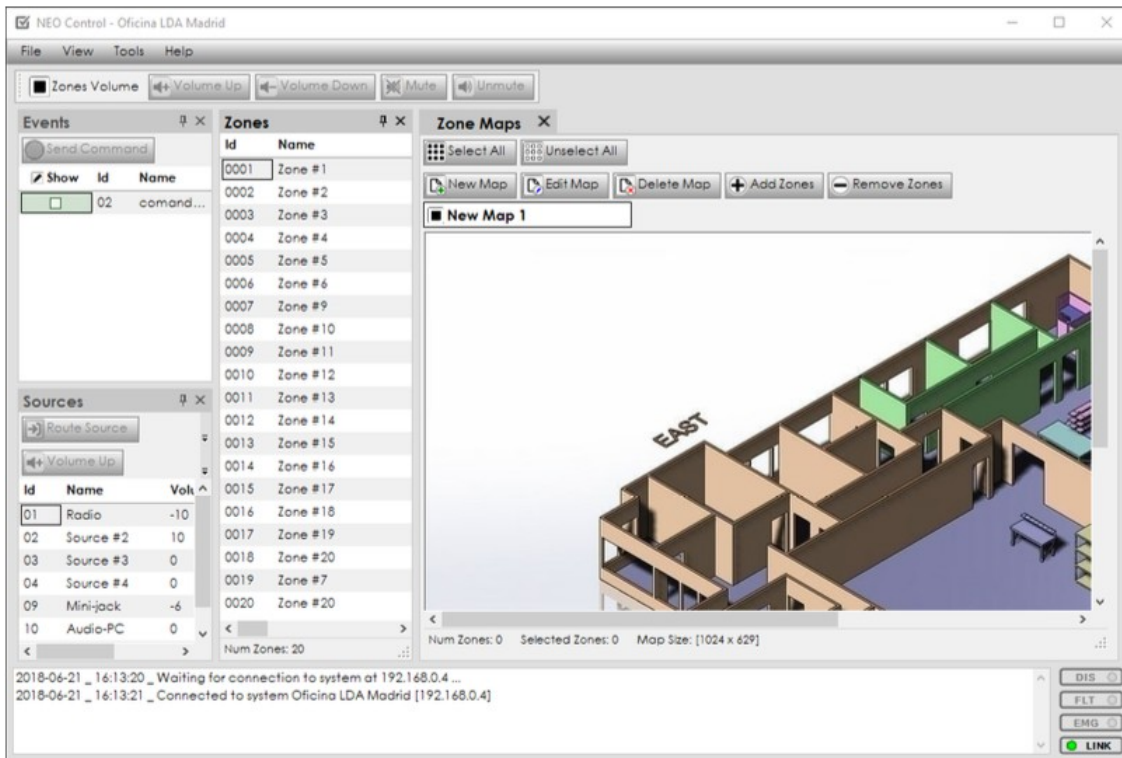 NEO Control - Oficina LDA Madrid
File View Tools Help
Zones Volume Volume Up Volume Down Mute Unmute
Events
Send Command
Show Id Name
02 comand...
Sources
Route Source
Volume Up
Id Name Volu
01 Radio -10
02 Source #2 10
03 Source #3 0
04 Source #4 0
09 Mini-jack -6
10 Audio-PC 0
Zones
Id Name
0001 Zone #1
0002 Zone #2
0003 Zone #3
0004 Zone #4
0005 Zone #5
0006 Zone #6
0007 Zone #9
0008 Zone #10
0009 Zone #11
0010 Zone #12
0011 Zone #13
0012 Zone #14
0013 Zone #15
0014 Zone #16
0015 Zone #17
0016 Zone #18
0017 Zone #19
0018 Zone #20
0019 Zone #7
0020 Zone #20
Num Zones: 20
Zone Maps
Select All Unselect All
New Map Edit Map Delete Map Add Zones Remove Zones
New Map 1
EAST
Num Zones: 0 Selected Zones: 0 Map Size: [1024 x 629]
2018-06-21 _ 16:13:20 _ Waiting for connection to system at 192.168.0.4 ...
2018-06-21 _ 16:13:21 _ Connected to system Oficina LDA Madrid [192.168.0.4]
DIS
FLT
EMG
LINK